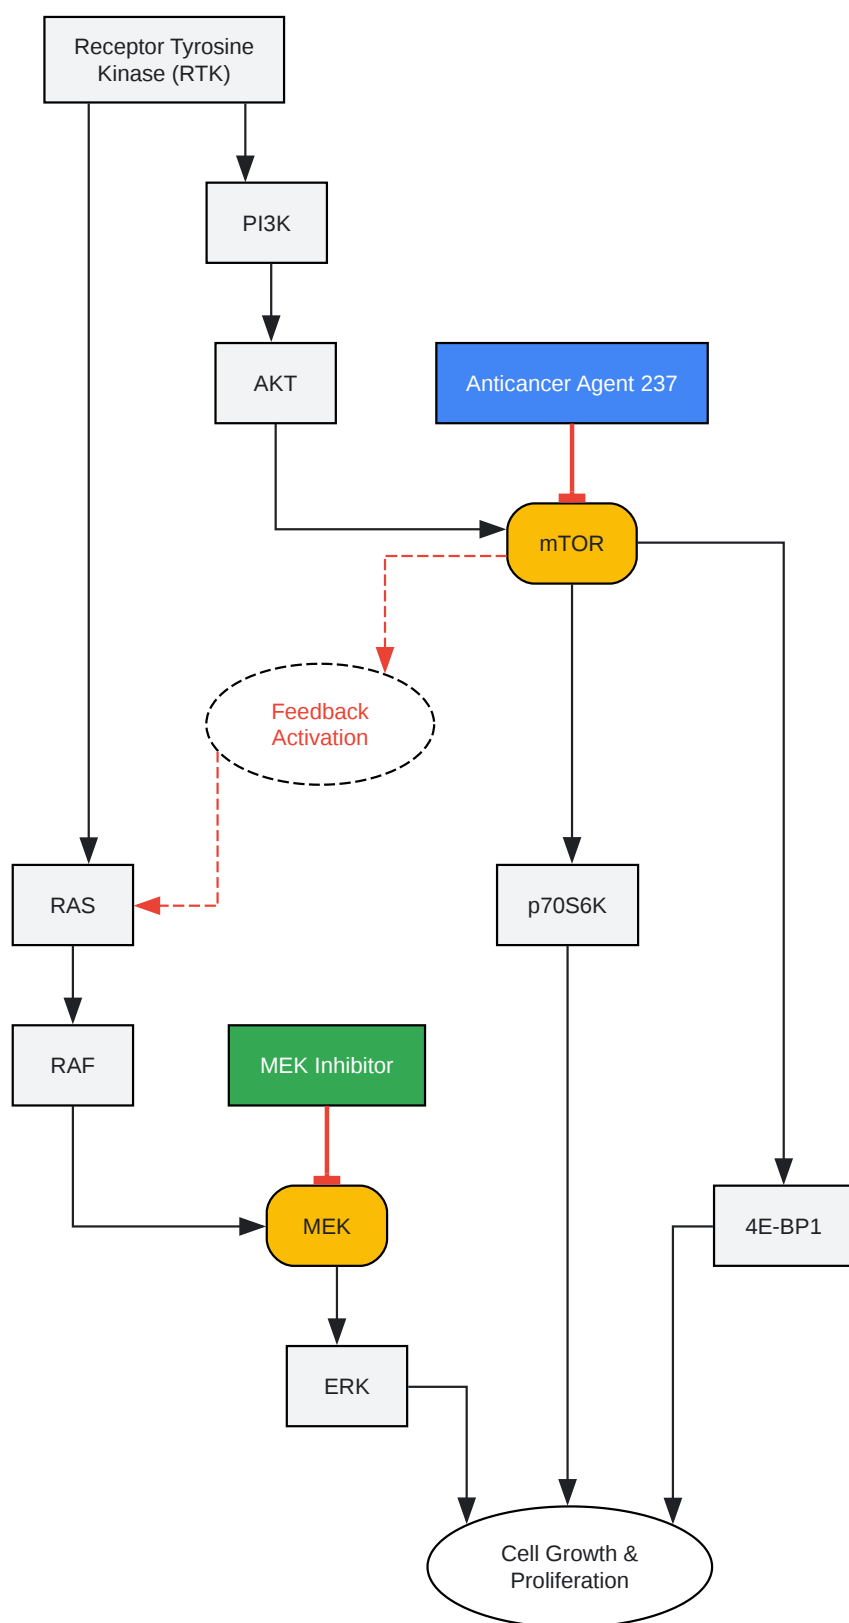 Receptor Tyrosine
Kinase (RTK)
PI3K
AKT
Anticancer Agent 237
mTOR
Feedback
Activation
RAS
p70S6K
RAF
MEK Inhibitor
MEK
4E-BP1
ERK
Cell Growth &
Proliferation